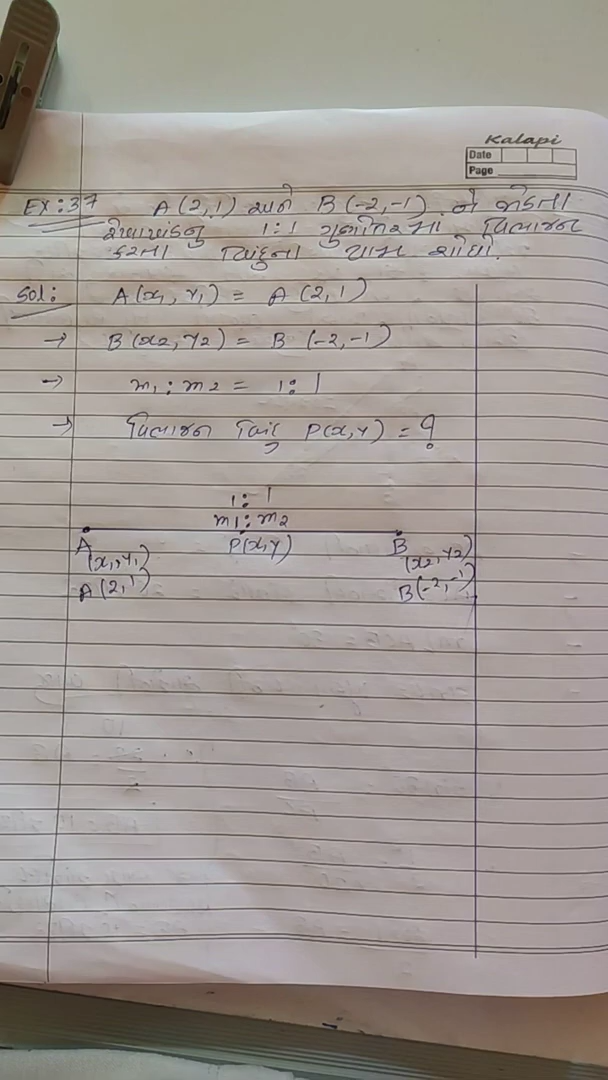 Kalapi
Date
Page
Ex:37 A(2,1) અને B(-2,-1) ને જોડતા
રેખાખંડનું 1:1 ગુણોત્તરમાં વિભાજન
કરતા બિંદુના યામ શોધો.
Sol: A(x1, y1) = A(2,1)
→ B(x2, y2) = B(-2,-1)
→ m1:m2 = 1:1
→ વિભાજન બિંદુ P(x,y) = ?
1:1
m1:m2
A P(x,y) B
(x1,y1) (x2,y2)
A(2,1) B(-2,-1)